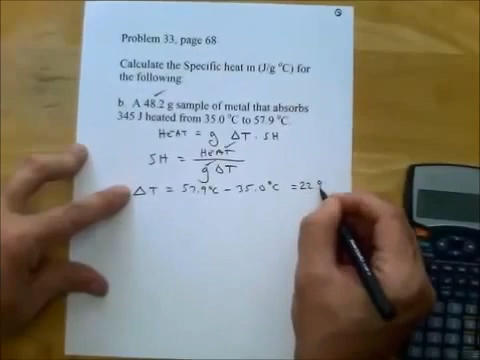 Problem 33, page 68
Calculate the Specific heat in (J/g °C) for
the following:
b. A 48.2 g sample of metal that absorbs
345 J heated from 35.0 °C to 57.9 °C.
HEAT = g ΔT · SH
SH = HEAT
g ΔT
ΔT = 57.9°C - 35.0°C = 22.9